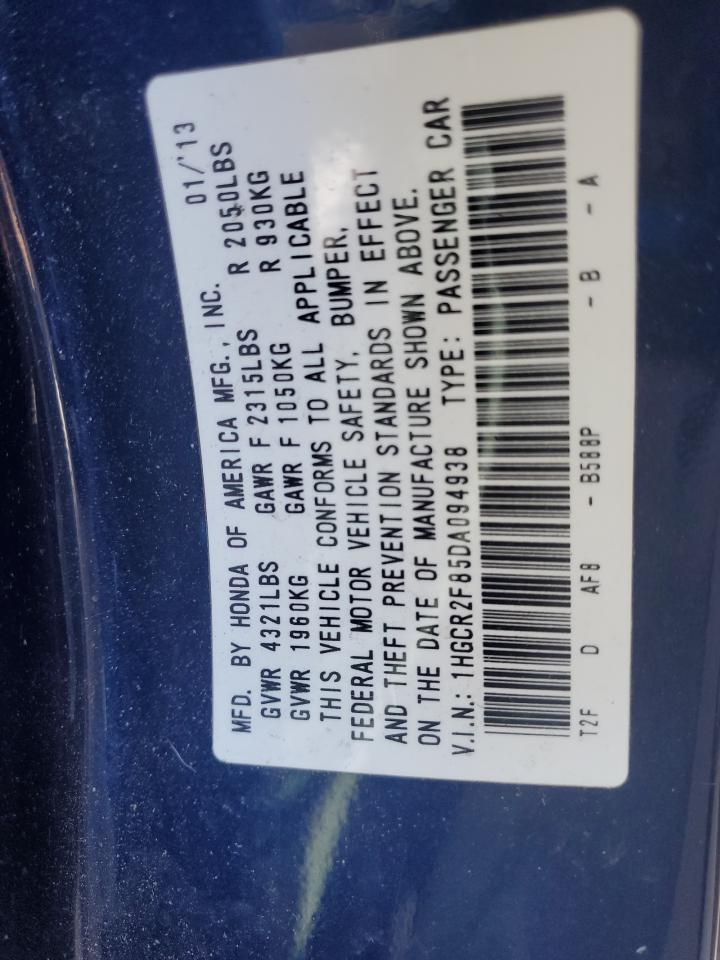 MFD. BY HONDA OF AMERICA MFG., INC. 01/'13
GVWR 4321LBS GAWR F 2315LBS R 2050LBS
GVWR 1960KG GAWR F 1050KG R 930KG
THIS VEHICLE CONFORMS TO ALL APPLICABLE
FEDERAL MOTOR VEHICLE SAFETY, BUMPER,
AND THEFT PREVENTION STANDARDS IN EFFECT
ON THE DATE OF MANUFACTURE SHOWN ABOVE.
V.I.N.: 1HGCR2F85DA094938 TYPE: PASSENGER CAR
T2F D AF8 - B588P - B - A